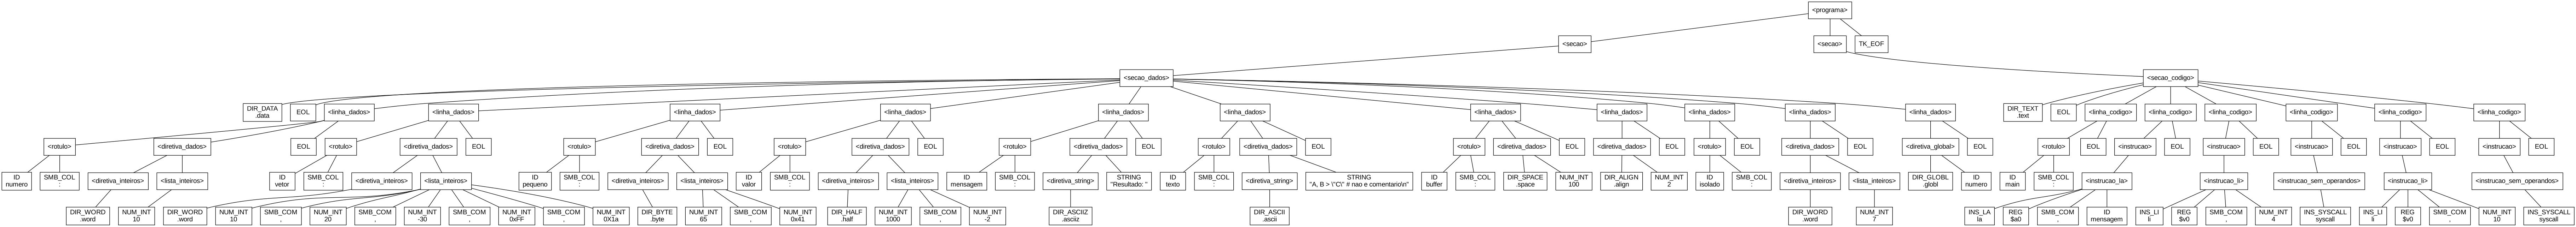 <programa>
<secao>
<secao>
TK_EOF
<secao_dados>
<secao_codigo>
DIR_DATA
.data
EOL
<linha_dados>
<linha_dados>
<linha_dados>
<linha_dados>
<linha_dados>
<linha_dados>
<linha_dados>
<linha_dados>
<linha_dados>
<linha_dados>
<linha_dados>
DIR_TEXT
.text
EOL
<linha_codigo>
<linha_codigo>
<linha_codigo>
<linha_codigo>
<linha_codigo>
<linha_codigo>
<rotulo>
<diretiva_dados>
EOL
<rotulo>
<diretiva_dados>
EOL
<rotulo>
<diretiva_dados>
EOL
<rotulo>
<diretiva_dados>
EOL
<rotulo>
<diretiva_dados>
EOL
<rotulo>
<diretiva_dados>
EOL
<rotulo>
<diretiva_dados>
EOL
<diretiva_dados>
EOL
<rotulo>
EOL
<diretiva_dados>
EOL
<diretiva_global>
EOL
<rotulo>
EOL
<instrucao>
EOL
<instrucao>
EOL
<instrucao>
EOL
<instrucao>
EOL
<instrucao>
EOL
ID
numero
SMB_COL
:
<diretiva_inteiros>
<lista_inteiros>
ID
vetor
SMB_COL
:
<diretiva_inteiros>
<lista_inteiros>
ID
pequeno
SMB_COL
:
<diretiva_inteiros>
<lista_inteiros>
ID
valor
SMB_COL
:
<diretiva_inteiros>
<lista_inteiros>
ID
mensagem
SMB_COL
:
<diretiva_string>
STRING
"Resultado: "
ID
texto
SMB_COL
:
<diretiva_string>
STRING
"A, B > \"C\" # nao e comentario\n"
ID
buffer
SMB_COL
:
DIR_SPACE
.space
NUM_INT
100
DIR_ALIGN
.align
NUM_INT
2
ID
isolado
SMB_COL
:
<diretiva_inteiros>
<lista_inteiros>
DIR_GLOBL
.globl
ID
numero
ID
main
SMB_COL
:
<instrucao_la>
<instrucao_li>
<instrucao_sem_operandos>
<instrucao_li>
<instrucao_sem_operandos>
DIR_WORD
.word
NUM_INT
10
DIR_WORD
.word
NUM_INT
10
SMB_COM
,
NUM_INT
20
SMB_COM
,
NUM_INT
-30
SMB_COM
,
NUM_INT
0xFF
SMB_COM
,
NUM_INT
0X1a
DIR_BYTE
.byte
NUM_INT
65
SMB_COM
,
NUM_INT
0x41
DIR_HALF
.half
NUM_INT
1000
SMB_COM
,
NUM_INT
-2
DIR_ASCIIZ
.asciiz
DIR_ASCII
.ascii
DIR_WORD
.word
NUM_INT
7
INS_LA
la
REG
$a0
SMB_COM
,
ID
mensagem
INS_LI
li
REG
$v0
SMB_COM
,
NUM_INT
4
INS_SYSCALL
syscall
INS_LI
li
REG
$v0
SMB_COM
,
NUM_INT
10
INS_SYSCALL
syscall